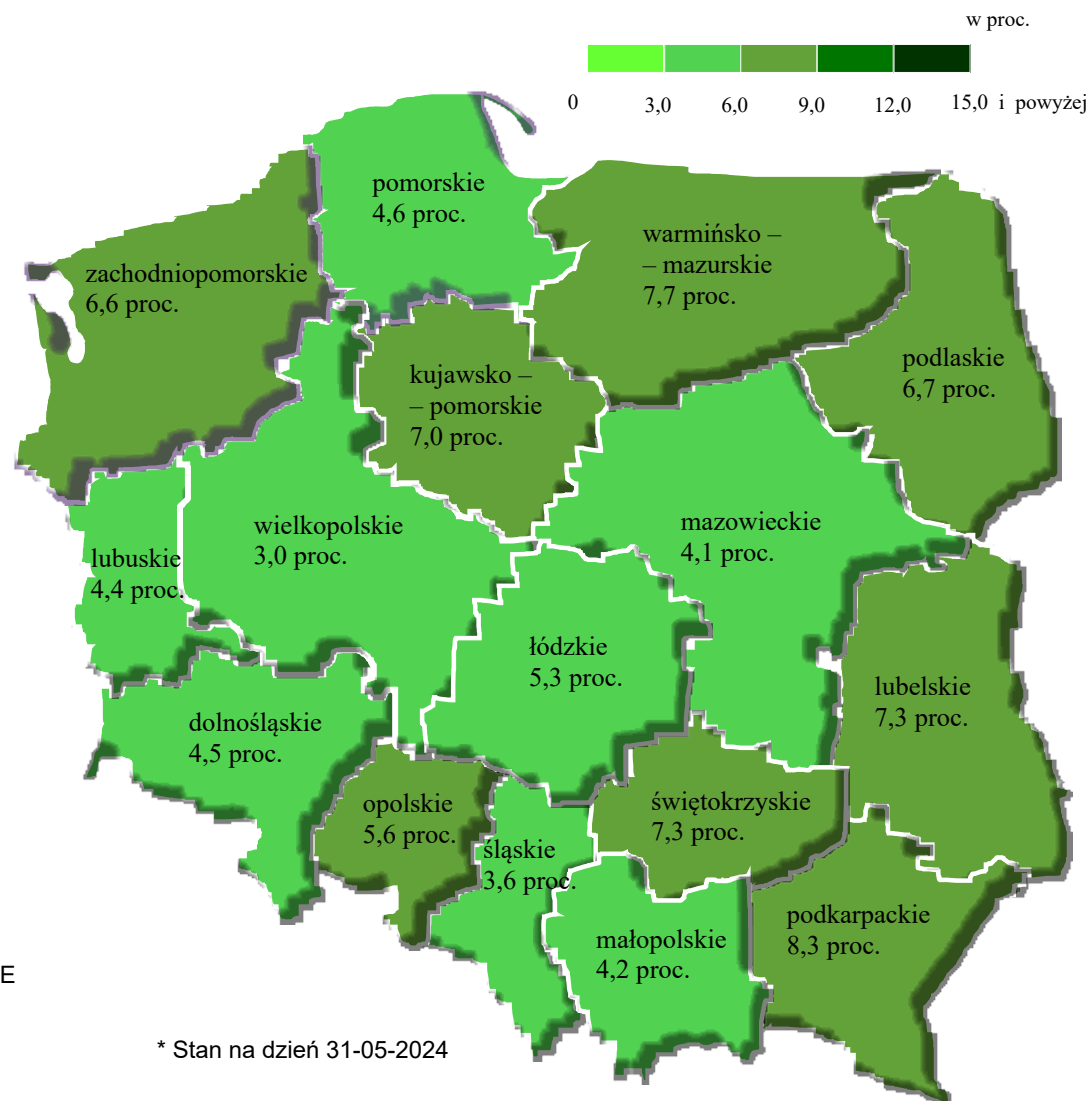 w proc.
0 3,0 6,0 9,0 12,0 15,0 i powyżej
pomorskie
4,6 proc.
warmińsko –
– mazurskie
7,7 proc.
zachodniopomorskie
6,6 proc.
podlaskie
6,7 proc.
kujawsko –
– pomorskie
7,0 proc.
wielkopolskie
3,0 proc.
mazowieckie
4,1 proc.
lubuskie
4,4 proc.
łódzkie
5,3 proc.
lubelskie
7,3 proc.
dolnośląskie
4,5 proc.
opolskie
5,6 proc.
świętokrzyskie
7,3 proc.
śląskie
3,6 proc.
podkarpackie
8,3 proc.
małopolskie
4,2 proc.
E
* Stan na dzień 31-05-2024